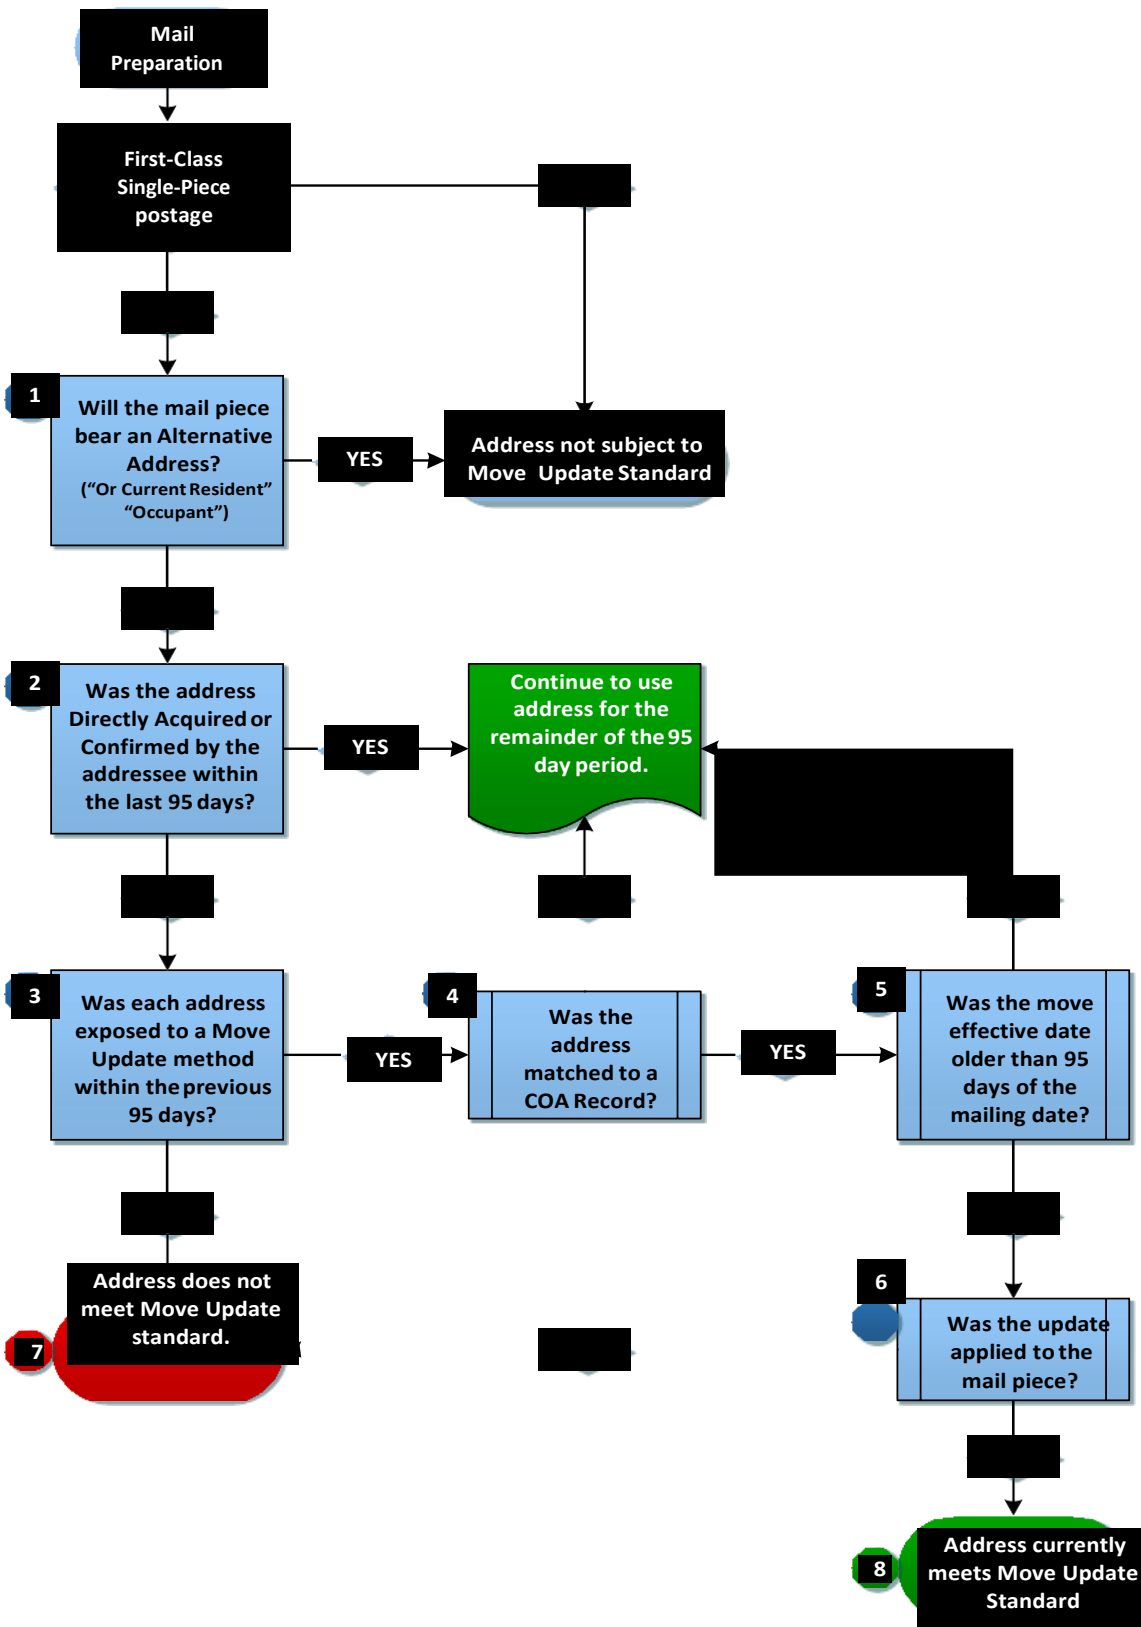 Mail
Preparation
First-Class
Single-Piece
postage
1
Will the mail piece
bear an Alternative
Address?
(“Or Current Resident”
“Occupant”)
YES
Address not subject to
Move Update Standard
2
Was the address
Directly Acquired or
Confirmed by the
addressee within
the last 95 days?
YES
Continue to use
address for the
remainder of the 95
day period.
3
Was each address
exposed to a Move
Update method
within the previous
95 days?
YES
4
Was the
address
matched to a
COA Record?
YES
5
Was the move
effective date
older than 95
days of the
mailing date?
Address does not
meet Move Update
standard.
7
6
Was the update
applied to the
mail piece?
8
Address currently
meets Move Update
Standard